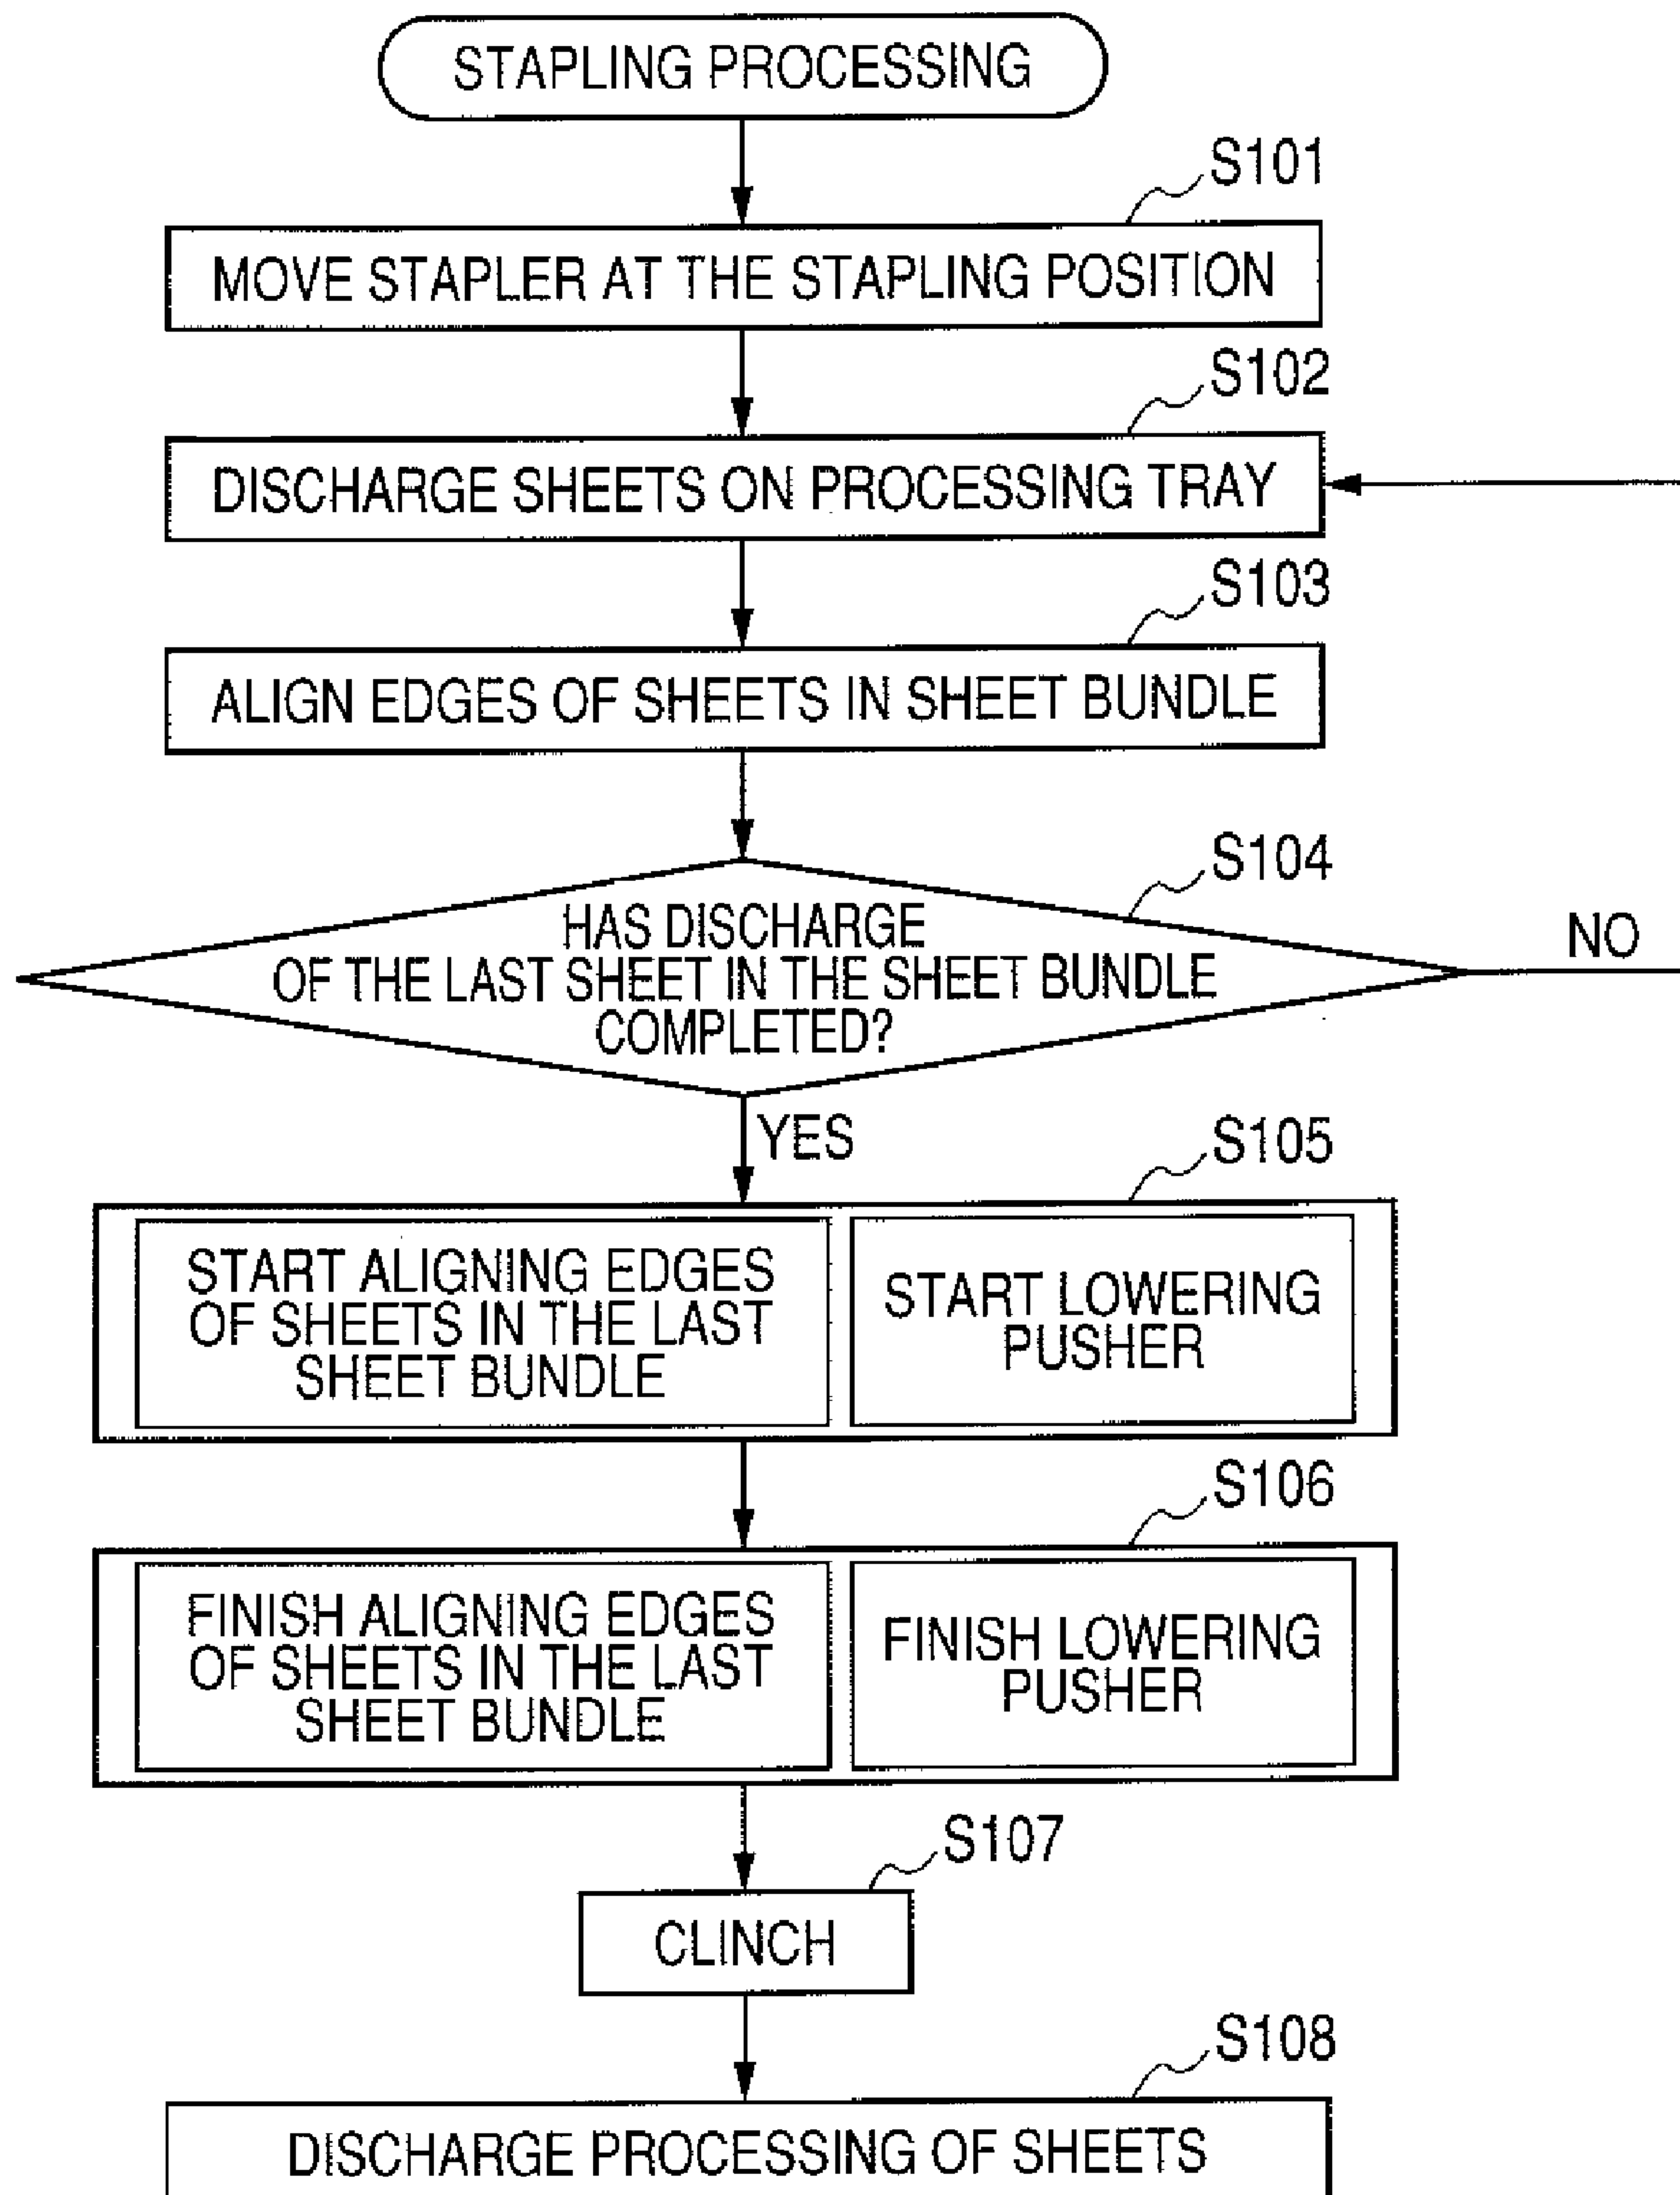 STAPLING PROCESSING
S101
MOVE STAPLER AT THE STAPLING POSITION
S102
DISCHARGE SHEETS ON PROCESSING TRAY
S103
ALIGN EDGES OF SHEETS IN SHEET BUNDLE
S104
HAS DISCHARGE
OF THE LAST SHEET IN THE SHEET BUNDLE
COMPLETED?
NO
YES
S105
START ALIGNING EDGES
OF SHEETS IN THE LAST
SHEET BUNDLE
START LOWERING
PUSHER
S106
FINISH ALIGNING EDGES
OF SHEETS IN THE LAST
SHEET BUNDLE
FINISH LOWERING
PUSHER
S107
CLINCH
S108
DISCHARGE PROCESSING OF SHEETS